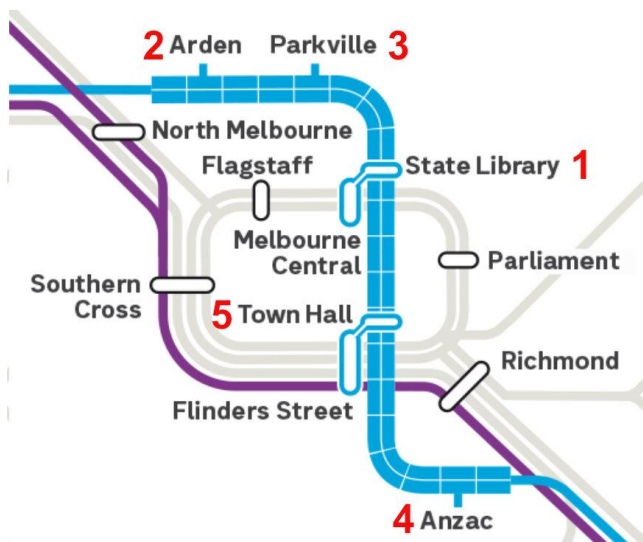 2 Arden
Parkville 3
North Melbourne
Flagstaff
State Library 1
Melbourne
Central
Parliament
Southern
Cross
5 Town Hall
Richmond
Flinders Street
4 Anzac